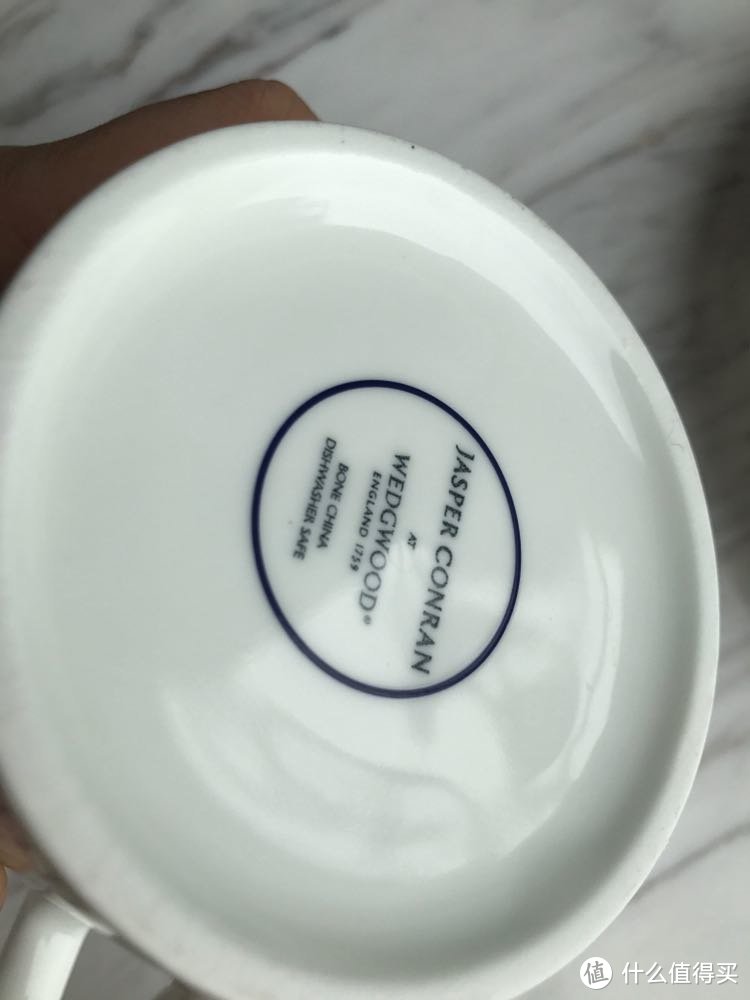 JASPER CONRAN
AT
WEDGWOOD®
ENGLAND 1759
BONE CHINA
DISHWASHER SAFE
值 什么值得买